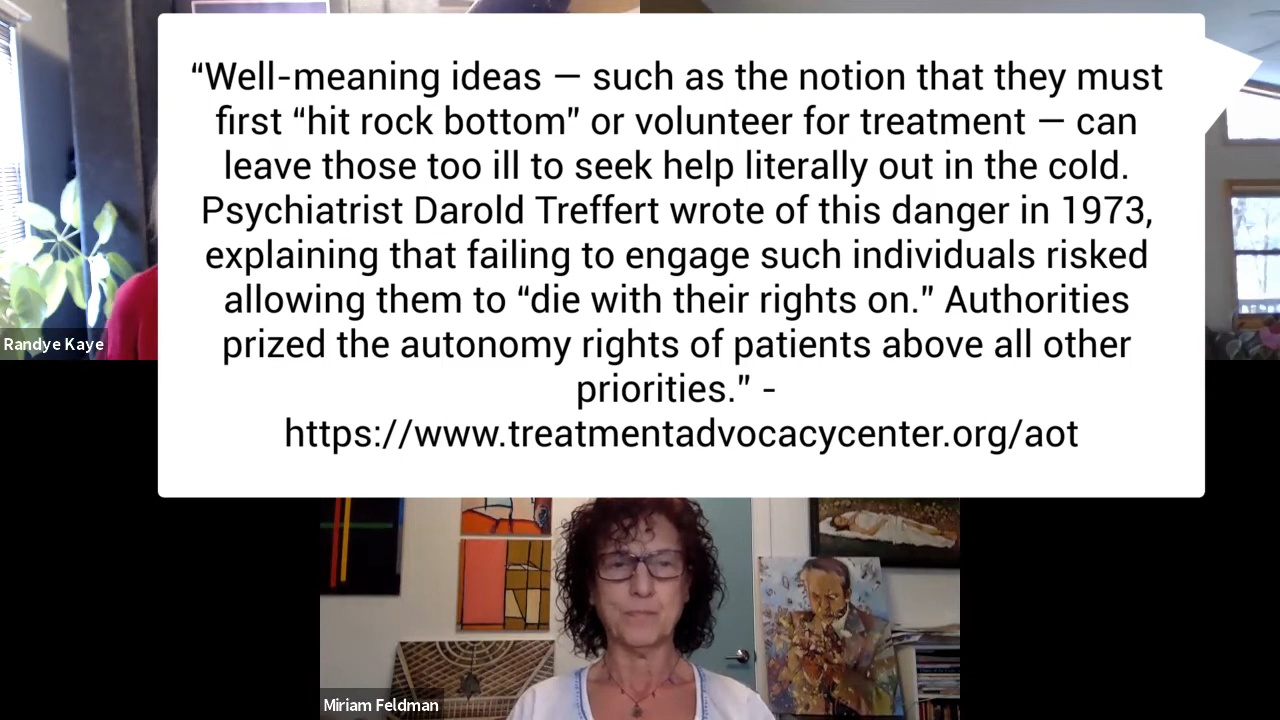 “Well-meaning ideas — such as the notion that they must
first “hit rock bottom” or volunteer for treatment — can
leave those too ill to seek help literally out in the cold.
Psychiatrist Darold Treffert wrote of this danger in 1973,
explaining that failing to engage such individuals risked
allowing them to “die with their rights on.” Authorities
prized the autonomy rights of patients above all other
priorities.” -
https://www.treatmentadvocacycenter.org/aot
Randye Kaye
Miriam Feldman